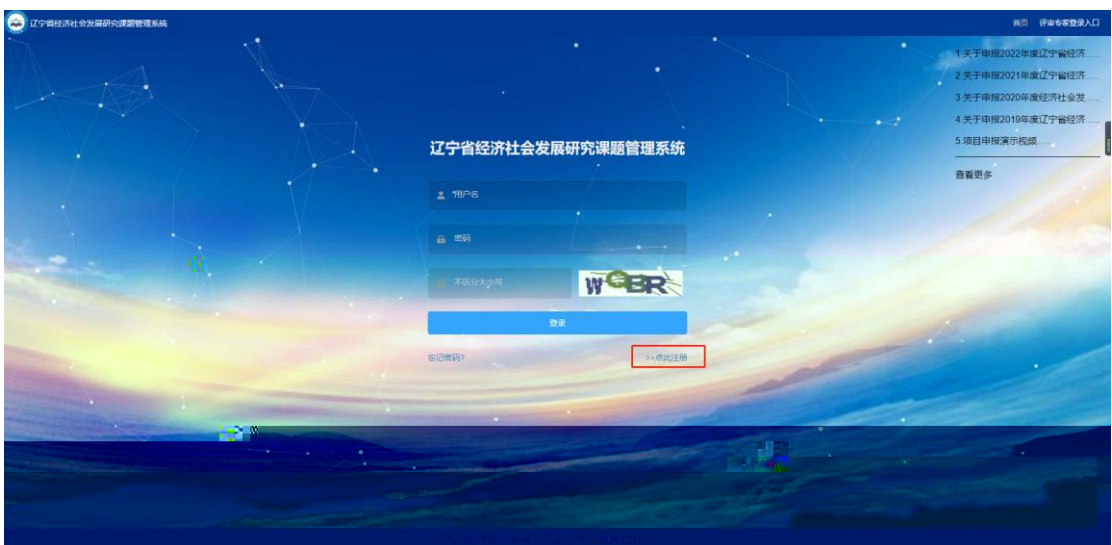 辽宁省经济社会发展研究课题管理系统
首页 评审专家登录入口
1.关于申报2022年度辽宁省经济......
2.关于申报2021年度辽宁省经济......
3.关于申报2020年度经济社会发......
4.关于申报2019年度辽宁省经济......
5.项目申报演示视频......
查看更多
辽宁省经济社会发展研究课题管理系统
用户名
密码
不区分大小写
WGBR
登录
忘记密码?
>>点此注册